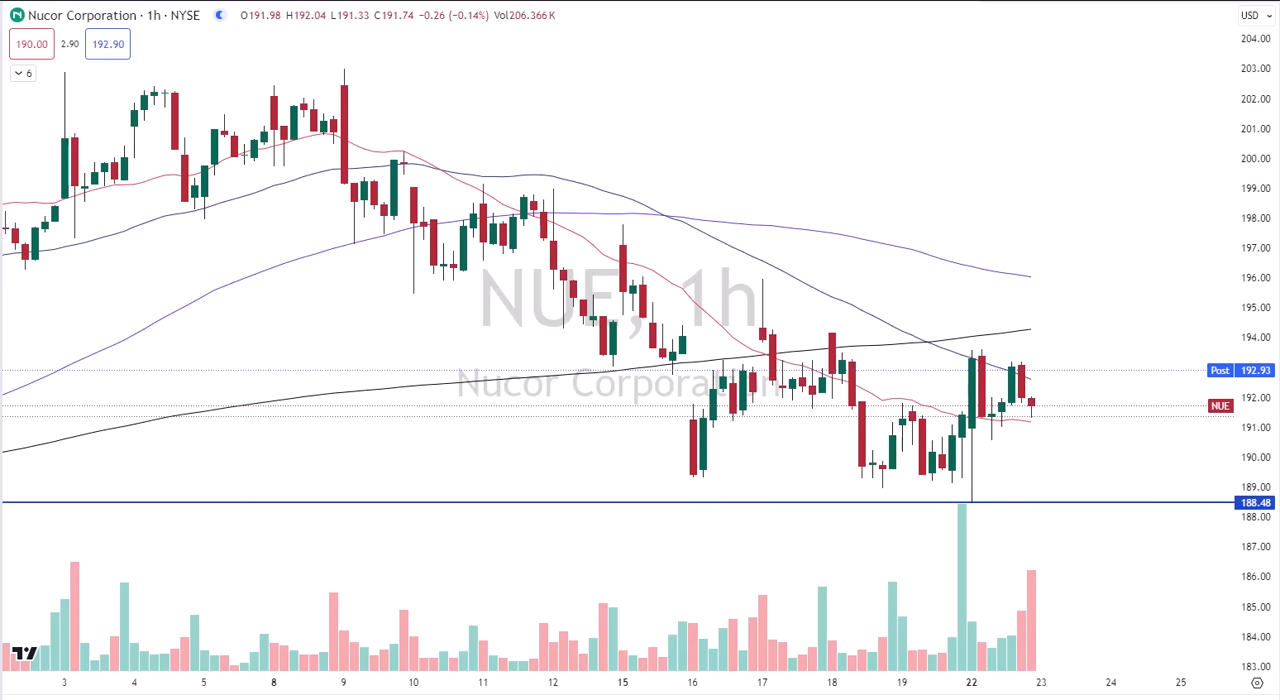 Nucor Corporation · 1h · NYSE O191.98 H192.04 L191.33 C191.74 −0.26 (−0.14%) Vol206.366K
USD
190.00 2.90 192.90
6
204.00
203.00
202.00
201.00
200.00
199.00
198.00
197.00
196.00
195.00
194.00
NUE, 1h
Nucor Corporation
Post 192.93
192.00
NUE
191.00
190.00
189.00
188.48
188.00
187.00
186.00
185.00
184.00
183.00
3 4 5 8 9 10 11 12 15 16 17 18 19 22 23 24 25